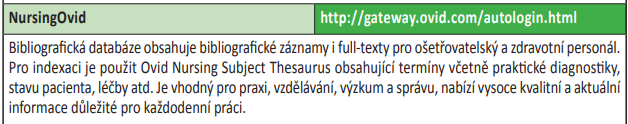 NursingOvid http://gateway.ovid.com/autologin.html
Bibliografická databáze obsahuje bibliografické záznamy i full-texty pro ošetřovatelský a zdravotní personál.
Pro indexaci je použit Ovid Nursing Subject Thesaurus obsahující termíny včetně praktické diagnostiky,
stavu pacienta, léčby atd. Je vhodný pro praxi, vzdělávání, výzkum a správu, nabízí vysoce kvalitní a aktuální
informace důležité pro každodenní práci.